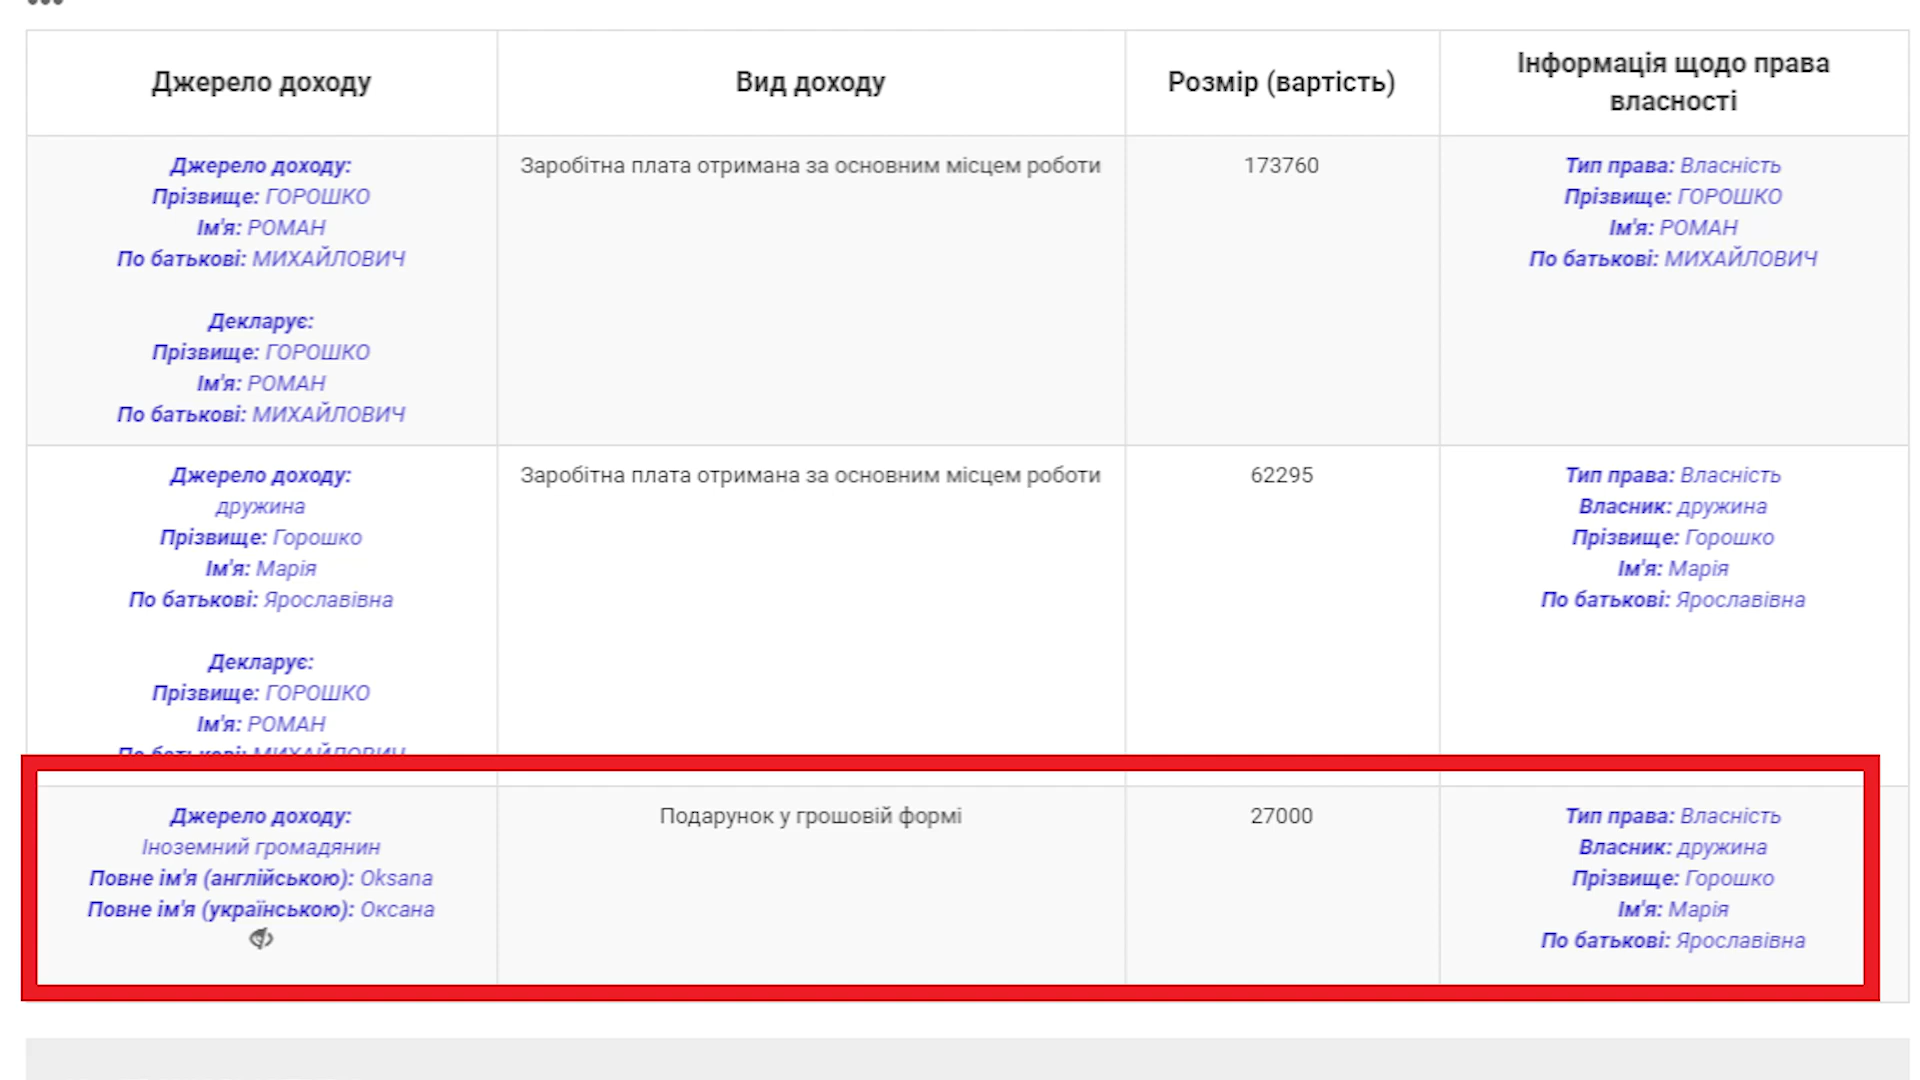 Джерело доходу
Вид доходу
Розмір (вартість)
Інформація щодо права
власності
Джерело доходу:
Прізвище: ГОРОШКО
Ім'я: РОМАН
По батькові: МИХАЙЛОВИЧ
Декларує:
Прізвище: ГОРОШКО
Ім'я: РОМАН
По батькові: МИХАЙЛОВИЧ
Заробітна плата отримана за основним місцем роботи
173760
Тип права: Власність
Прізвище: ГОРОШКО
Ім'я: РОМАН
По батькові: МИХАЙЛОВИЧ
Джерело доходу:
дружина
Прізвище: Горошко
Ім'я: Марія
По батькові: Ярославівна
Декларує:
Прізвище: ГОРОШКО
Ім'я: РОМАН
По батькові: МИХАЙЛОВИЧ
Заробітна плата отримана за основним місцем роботи
62295
Тип права: Власність
Власник: дружина
Прізвище: Горошко
Ім'я: Марія
По батькові: Ярославівна
Джерело доходу:
Іноземний громадянин
Повне ім'я (англійською): Oksana
Повне ім'я (українською): Оксана
Подарунок у грошовій формі
27000
Тип права: Власність
Власник: дружина
Прізвище: Горошко
Ім'я: Марія
По батькові: Ярославівна